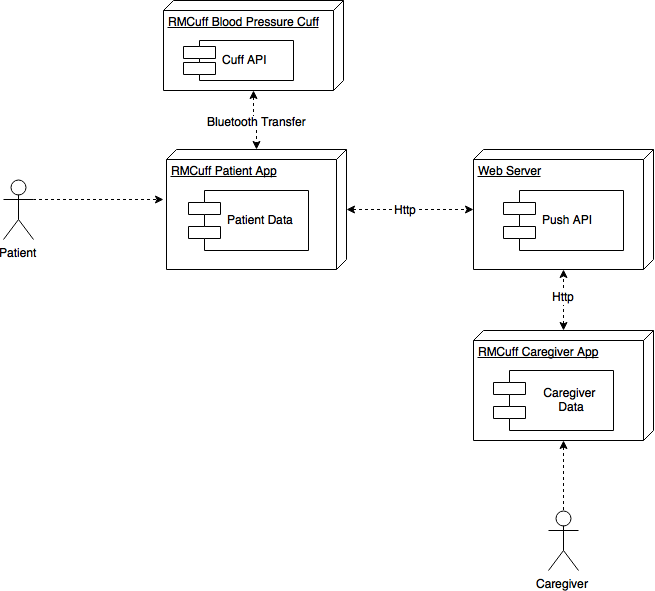 RMCuff Blood Pressure Cuff
Cuff API
Bluetooth Transfer
RMCuff Patient App
Patient Data
Patient
Http
Web Server
Push API
Http
RMCuff Caregiver App
Caregiver
Data
Caregiver